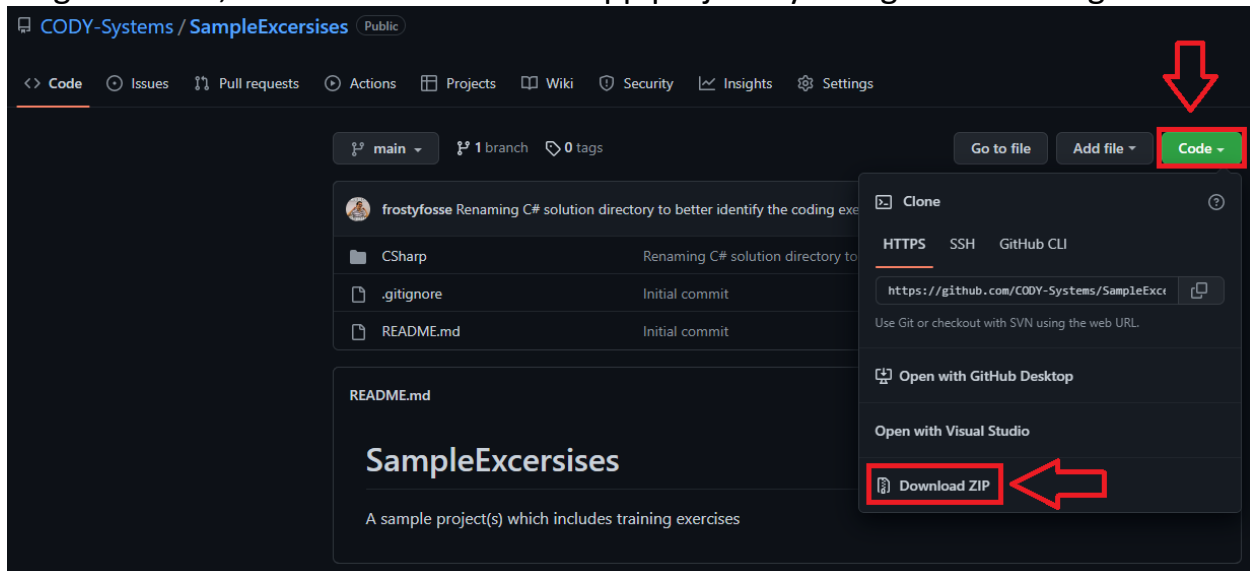 CODY-Systems / SampleExcersises Public
Code Issues Pull requests Actions Projects Wiki Security Insights Settings
main 1 branch 0 tags Go to file Add file Code
frostyfosse Renaming C# solution directory to better identify the coding exe
Clone
CSharp Renaming C# solution directory to
HTTPS SSH GitHub CLI
.gitignore Initial commit
https://github.com/CODY-Systems/SampleExce
README.md Initial commit
Use Git or checkout with SVN using the web URL.
Open with GitHub Desktop
README.md
Open with Visual Studio
SampleExcersises
Download ZIP
A sample project(s) which includes training exercises